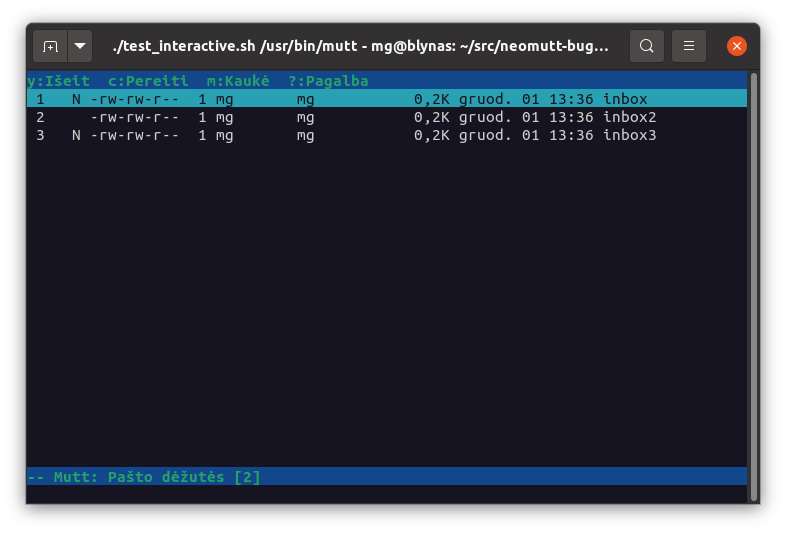 ./test_interactive.sh /usr/bin/mutt - mg@blynas: ~/src/neomutt-bug...
y:Išeit  c:Pereiti  m:Kaukė  ?:Pagalba
1   N -rw-rw-r--  1 mg       mg           0,2K gruod. 01 13:36 inbox
2     -rw-rw-r--  1 mg       mg           0,2K gruod. 01 13:36 inbox2
3   N -rw-rw-r--  1 mg       mg           0,2K gruod. 01 13:36 inbox3
-- Mutt: Pašto dėžutės [2]